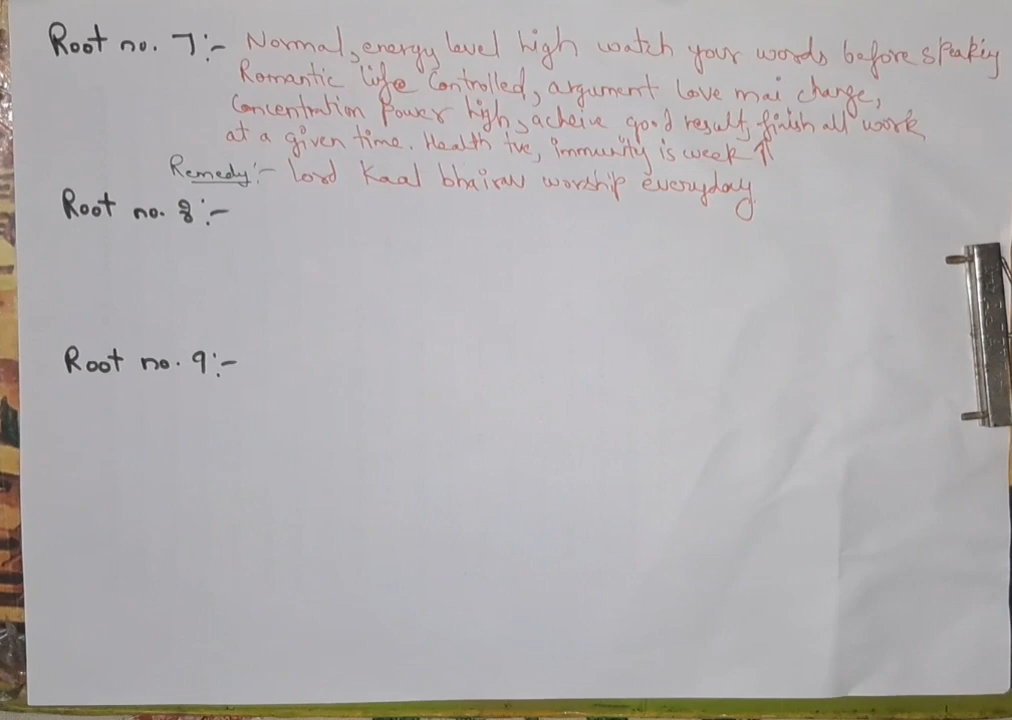 Root no. 7:- Normal, energy level high watch your words before speaking
Romantic life Controlled, argument love mai change,
Concentration Power high, acheive good result, finish all work
at a given time. Health +ve, immunity is week ↑
Remedy:- Lord Kaal bhairav worship everyday.
Root no. 8:-
Root no. 9:-